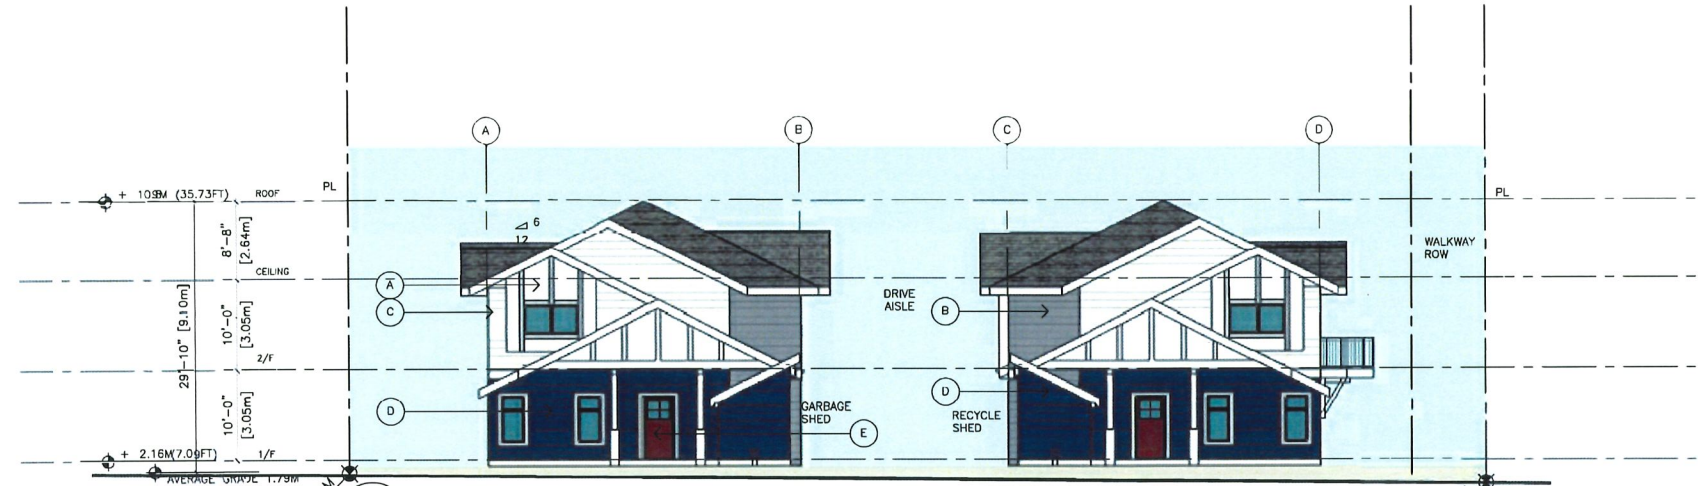 A
B
C
D
+ 10.9M (35.73FT)
ROOF
PL
PL
6
12
8'-8"
[2.64m]
WALKWAY
ROW
CEILING
A
C
DRIVE
AISLE
B
29'-10" [9.10m]
10'-0"
[3.05m]
2/F
D
GARBAGE
SHED
E
D
RECYCLE
SHED
10'-0"
[3.05m]
+ 2.16M(7.09FT)
1/F
AVERAGE GRADE 1.79M